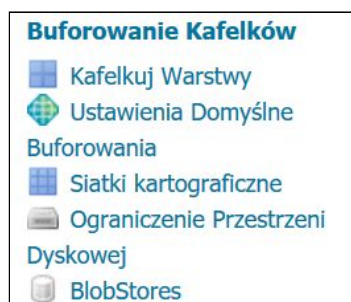 Buforowanie Kafelków
Kafelkuj Warstwy
Ustawienia Domyślne
Buforowania
Siatki kartograficzne
Ograniczenie Przestrzeni
Dyskowej
BlobStores